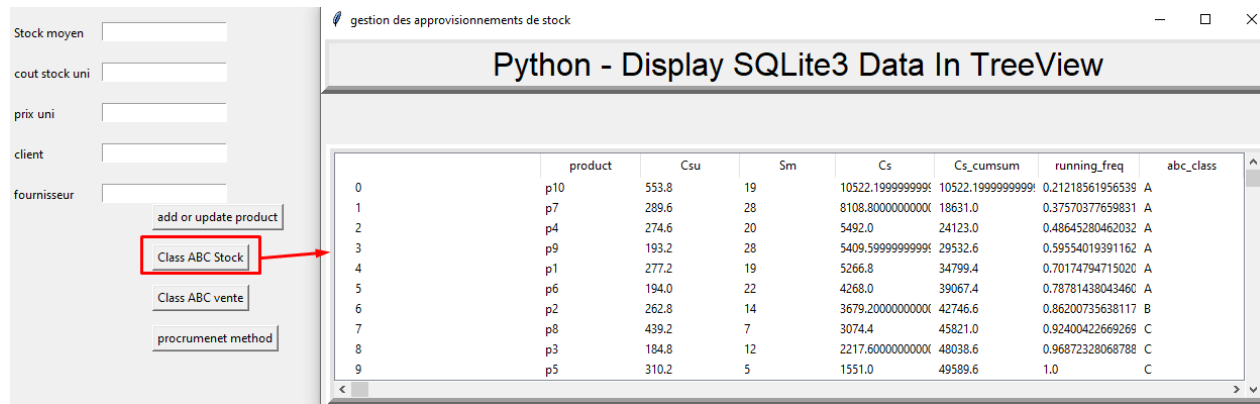 Stock moyen
cout stock uni
prix uni
client
fournisseur
add or update product
Class ABC Stock
Class ABC vente
procrumenet method
gestion des approvisionnements de stock
Python - Display SQLite3 Data In TreeView
product Csu Sm Cs Cs_cumsum running_freq abc_class
0 p10 553.8 19 10522.1999999999 10522.1999999999 0.21218561956539 A
1 p7 289.6 28 8108.8000000000 18631.0 0.37570377659831 A
2 p4 274.6 20 5492.0 24123.0 0.48645280462032 A
3 p9 193.2 28 5409.5999999999 29532.6 0.59554019391162 A
4 p1 277.2 19 5266.8 34799.4 0.70174794715020 A
5 p6 194.0 22 4268.0 39067.4 0.78781438043460 A
6 p2 262.8 14 3679.2000000000 42746.6 0.86200735638117 B
7 p8 439.2 7 3074.4 45821.0 0.92400422669269 C
8 p3 184.8 12 2217.6000000000 48038.6 0.96872328068788 C
9 p5 310.2 5 1551.0 49589.6 1.0 C